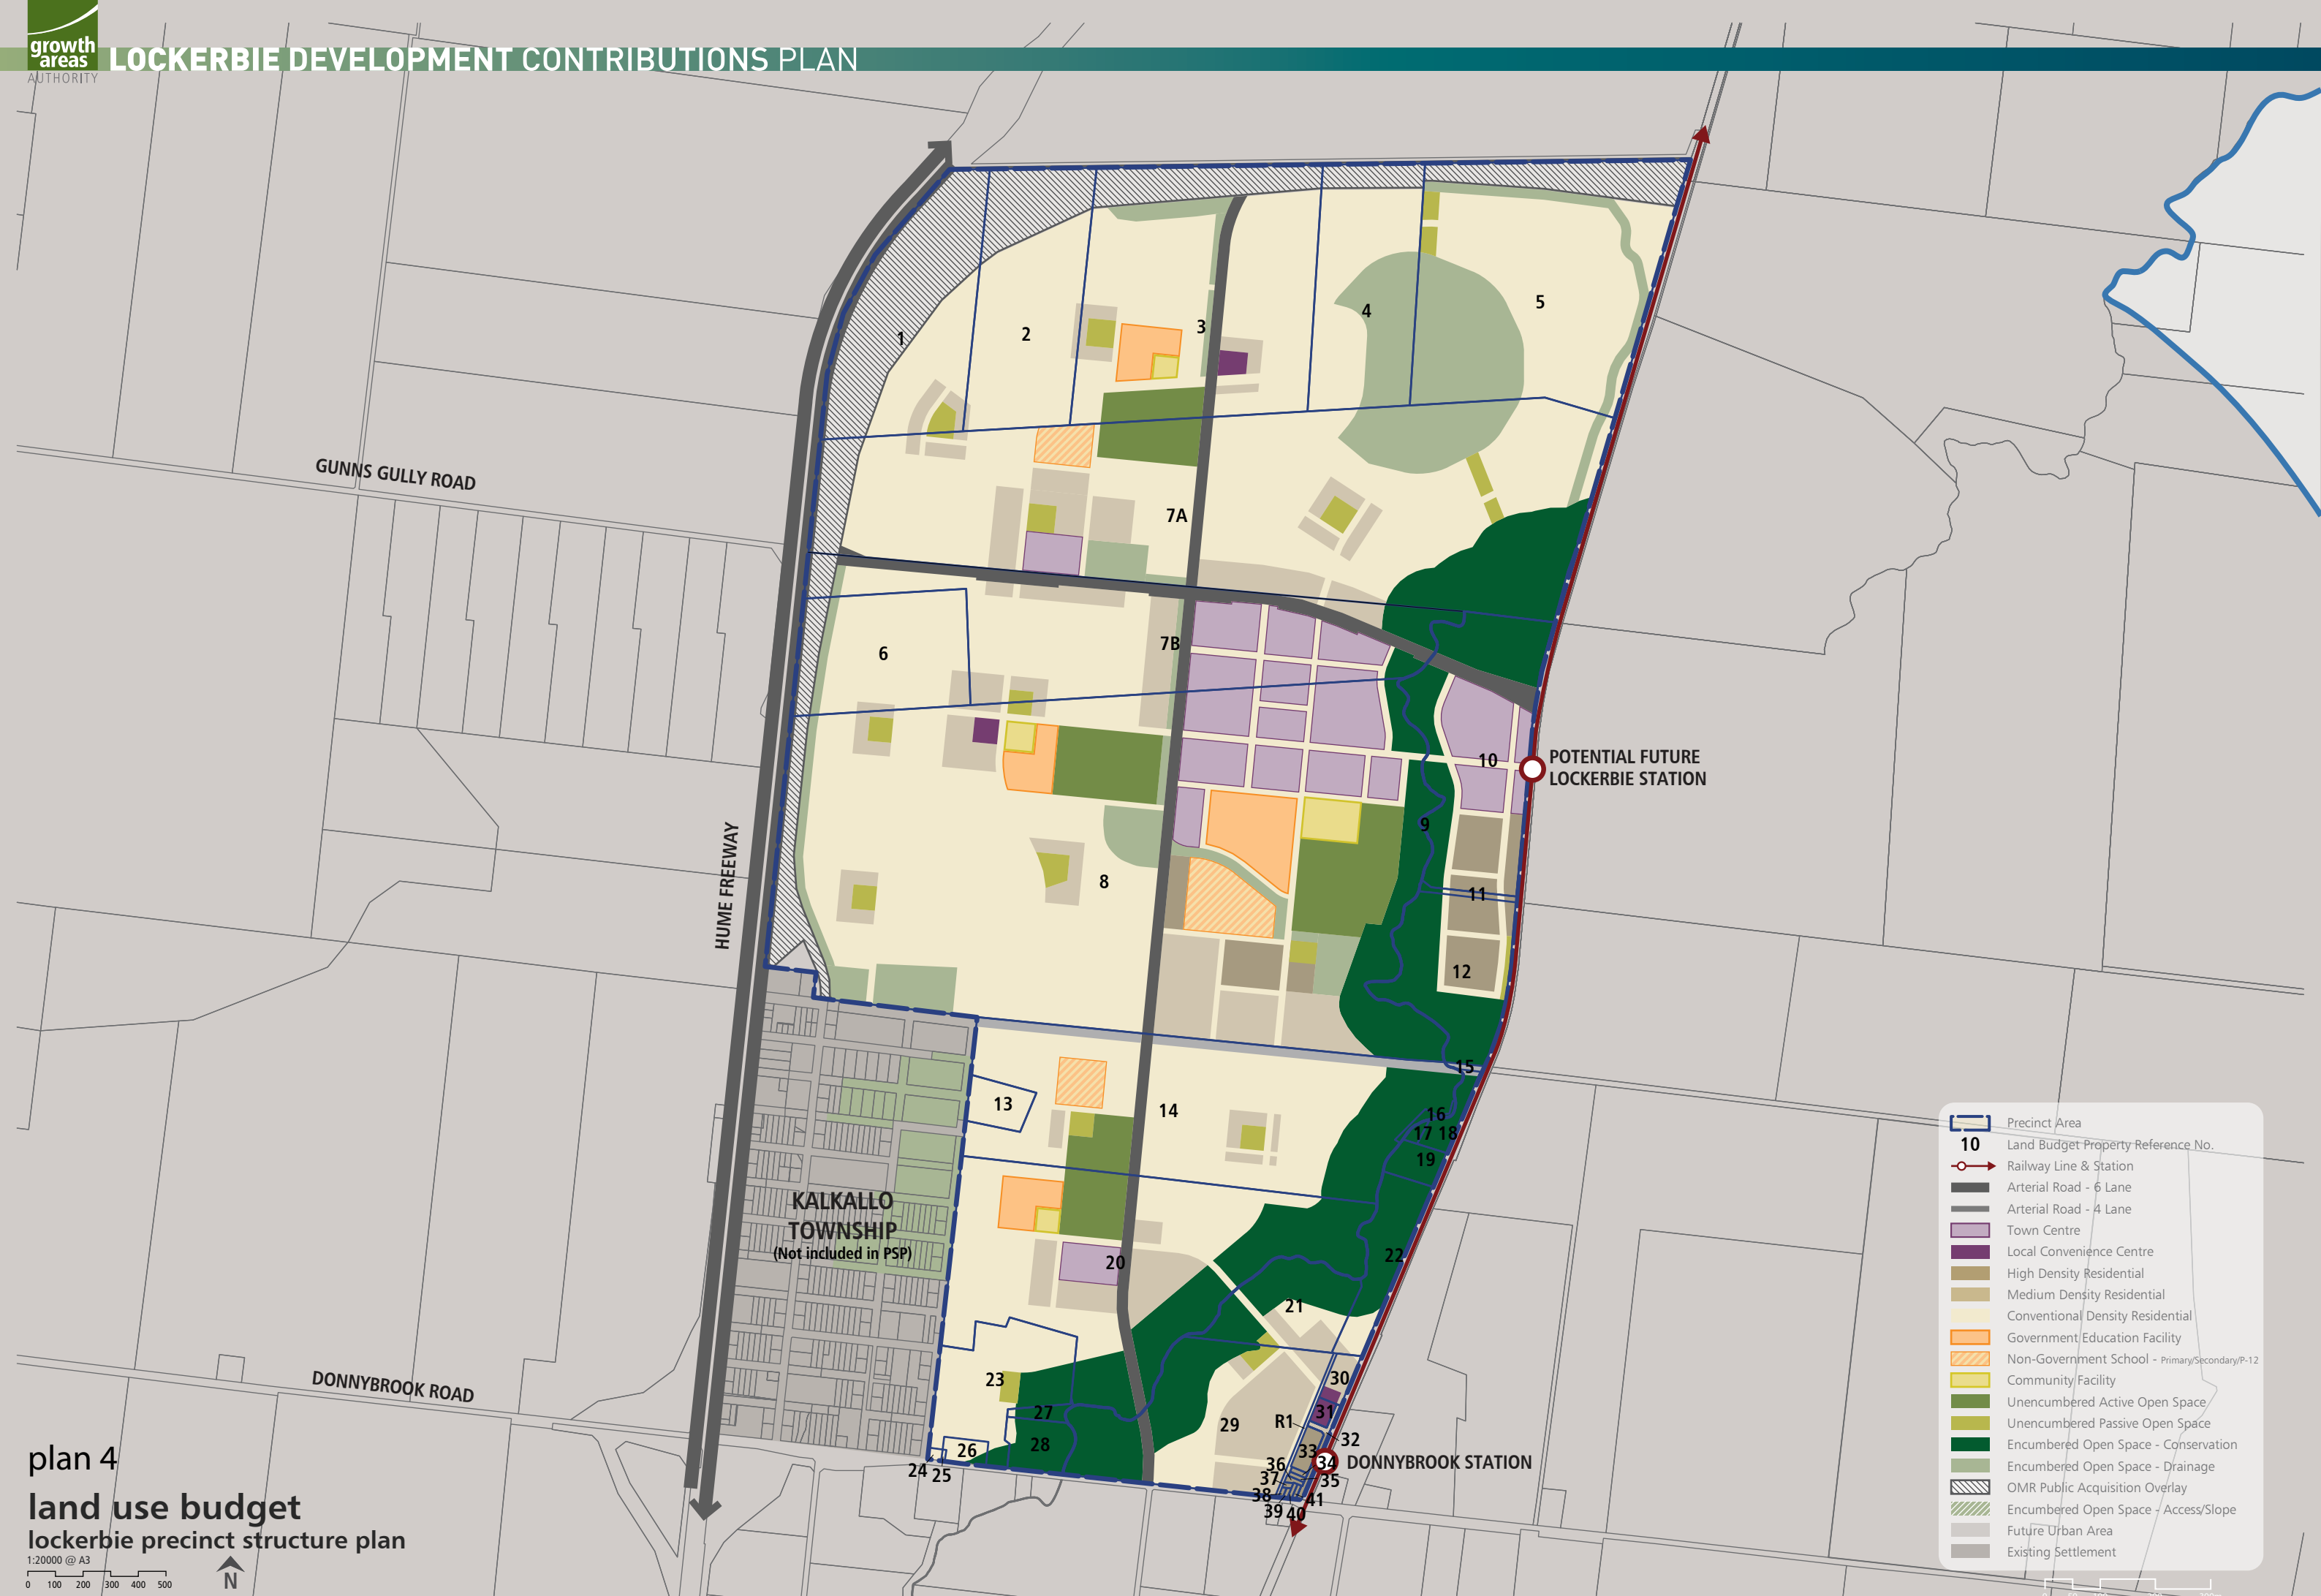 growth
areas
AUTHORITY
LOCKERBIE DEVELOPMENT CONTRIBUTIONS PLAN
1
2
3
4
5
GUNNS GULLY ROAD
7A
7B
6
10
POTENTIAL FUTURE
LOCKERBIE STATION
9
HUME FREEWAY
8
11
12
15
13
14
16
17 18
19
KALKALLO
TOWNSHIP
(Not included in PSP)
20
22
21
DONNYBROOK ROAD
23
30
27
31
R1
29
28
32
26
33
34
DONNYBROOK STATION
24
25
36
37
35
38
41
39
40
Precinct Area
10
Land Budget Property Reference No.
Railway Line & Station
Arterial Road - 6 Lane
Arterial Road - 4 Lane
Town Centre
Local Convenience Centre
High Density Residential
Medium Density Residential
Conventional Density Residential
Government Education Facility
Non-Government School - Primary/Secondary/P-12
Community Facility
Unencumbered Active Open Space
Unencumbered Passive Open Space
Encumbered Open Space - Conservation
Encumbered Open Space - Drainage
OMR Public Acquisition Overlay
Encumbered Open Space - Access/Slope
Future Urban Area
Existing Settlement
plan 4
land use budget
lockerbie precinct structure plan
1:20000 @ A3
0 100 200 300 400 500
N